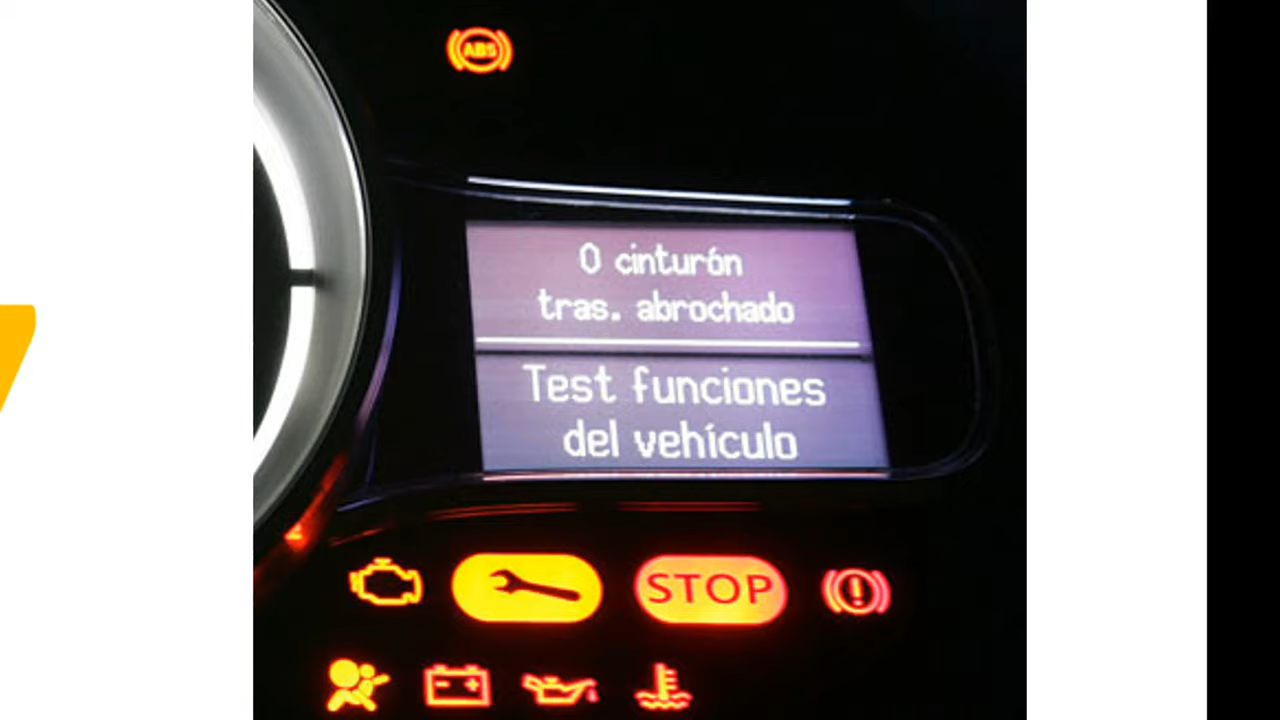 ABS
0 cinturón
tras. abrochado
Test funciones
del vehículo
STOP